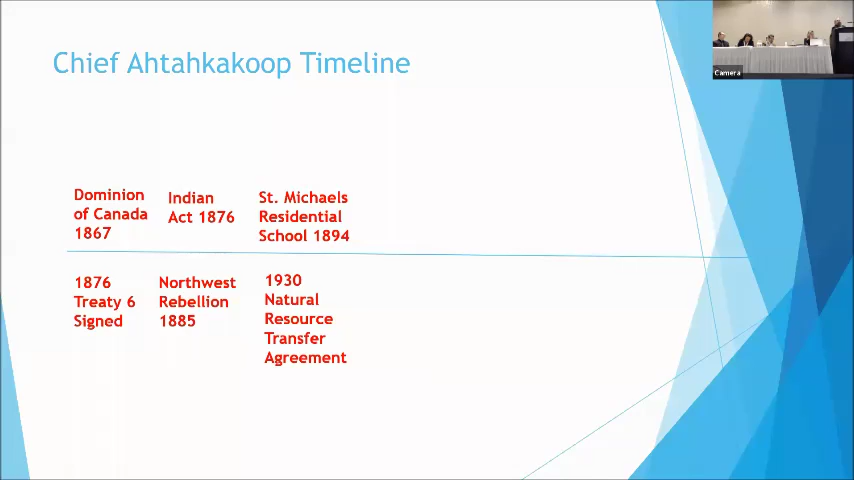 Chief Ahtahkakoop Timeline
Camera
Dominion
of Canada
1867
Indian
Act 1876
St. Michaels
Residential
School 1894
1876
Treaty 6
Signed
Northwest
Rebellion
1885
1930
Natural
Resource
Transfer
Agreement